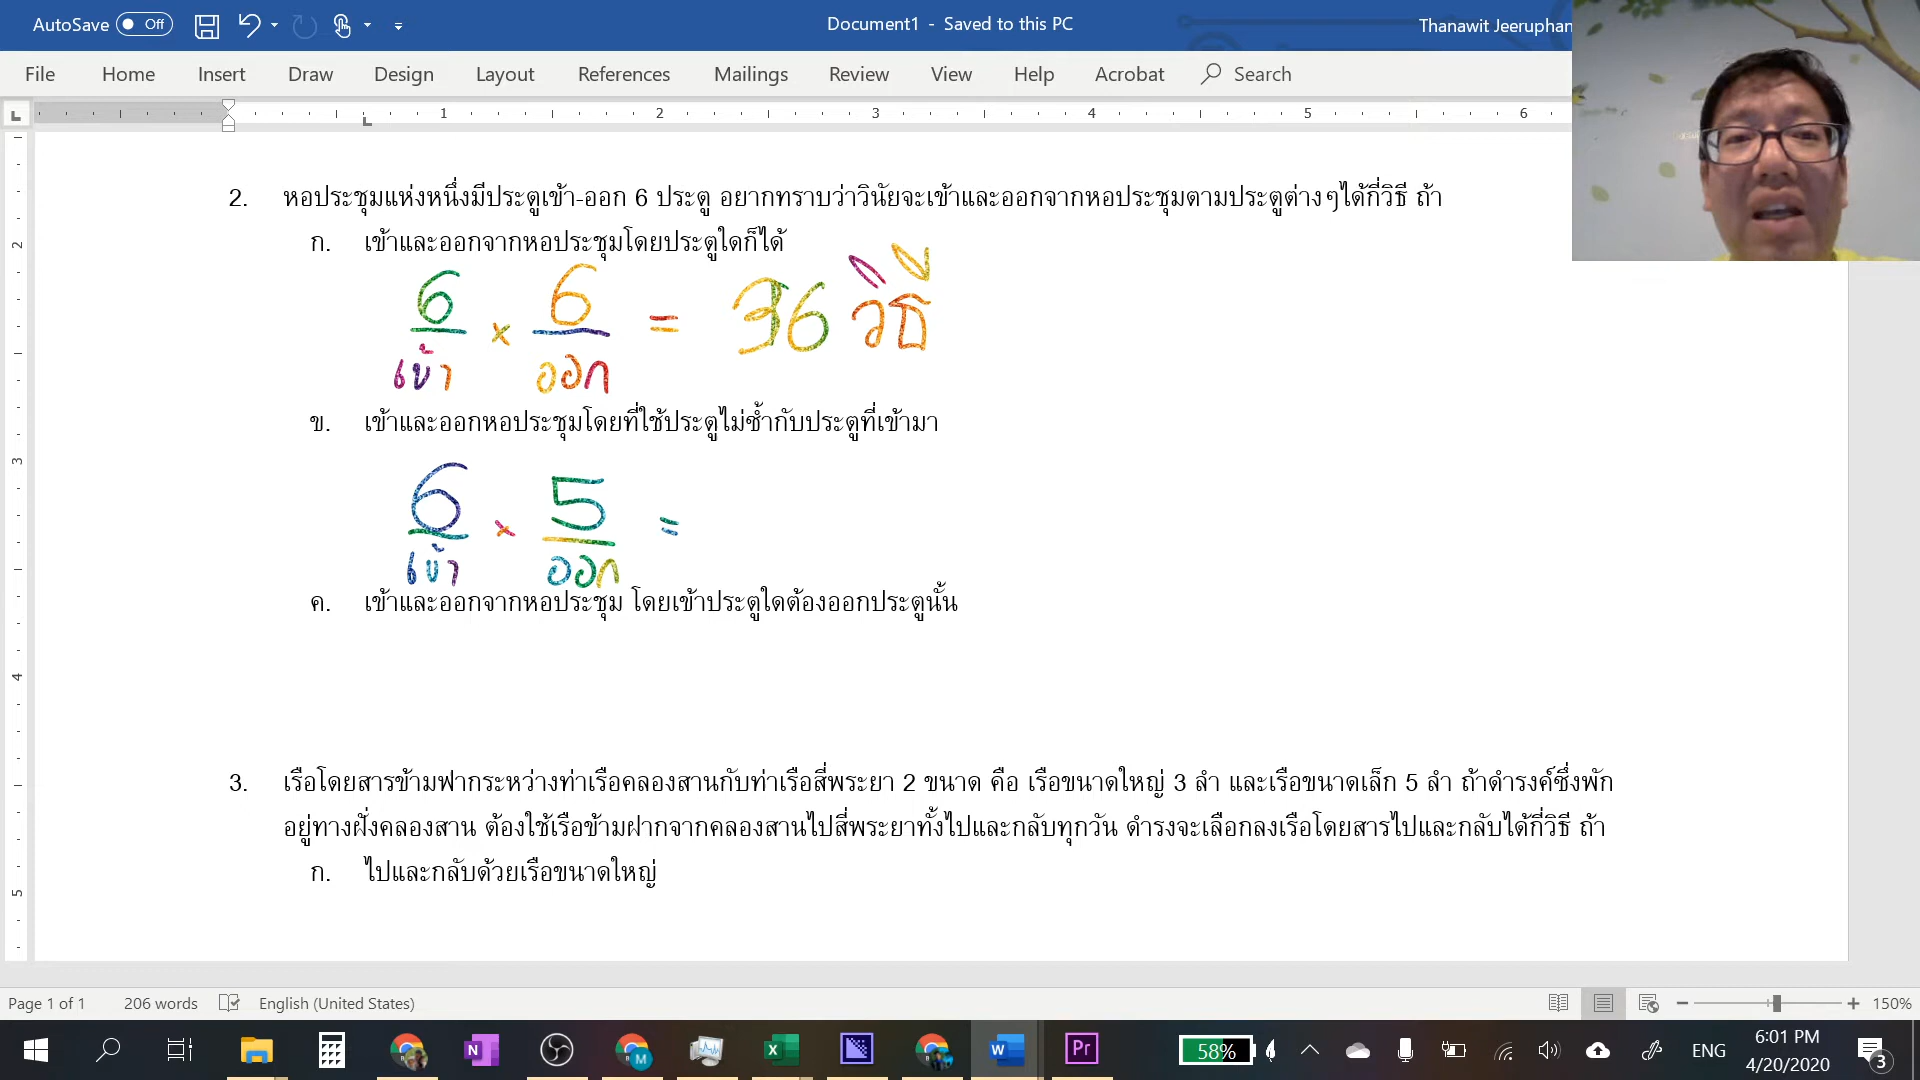 AutoSave Off Document1 - Saved to this PC Thanawit Jeeruphan
File Home Insert Draw Design Layout References Mailings Review View Help Acrobat Search
1 2 3 4 5 6
2. หอประชุมแห่งหนึ่งมีประตูเข้า-ออก 6 ประตู อยากทราบว่าวินัยจะเข้าและออกจากหอประชุมตามประตูต่างๆได้กี่วิธี ถ้า
ก. เข้าและออกจากหอประชุมโดยประตูใดก็ได้
6 × 6 = 36 วิธี
เข้า ออก
ข. เข้าและออกหอประชุมโดยที่ใช้ประตูไม่ซ้ำกับประตูที่เข้ามา
6 × 5 =
เข้า ออก
ค. เข้าและออกจากหอประชุม โดยเข้าประตูใดต้องออกประตูนั้น
3. เรือโดยสารข้ามฟากระหว่างท่าเรือคลองสานกับท่าเรือสี่พระยา 2 ขนาด คือ เรือขนาดใหญ่ 3 ลำ และเรือขนาดเล็ก 5 ลำ ถ้าดำรงค์ซึ่งพัก
อยู่ทางฝั่งคลองสาน ต้องใช้เรือข้ามฝากจากคลองสานไปสี่พระยาทั้งไปและกลับทุกวัน ดำรงจะเลือกลงเรือโดยสารไปและกลับได้กี่วิธี ถ้า
ก. ไปและกลับด้วยเรือขนาดใหญ่
2
3
4
5
Page 1 of 1 206 words English (United States) 150%
58% ENG 6:01 PM
4/20/2020 3